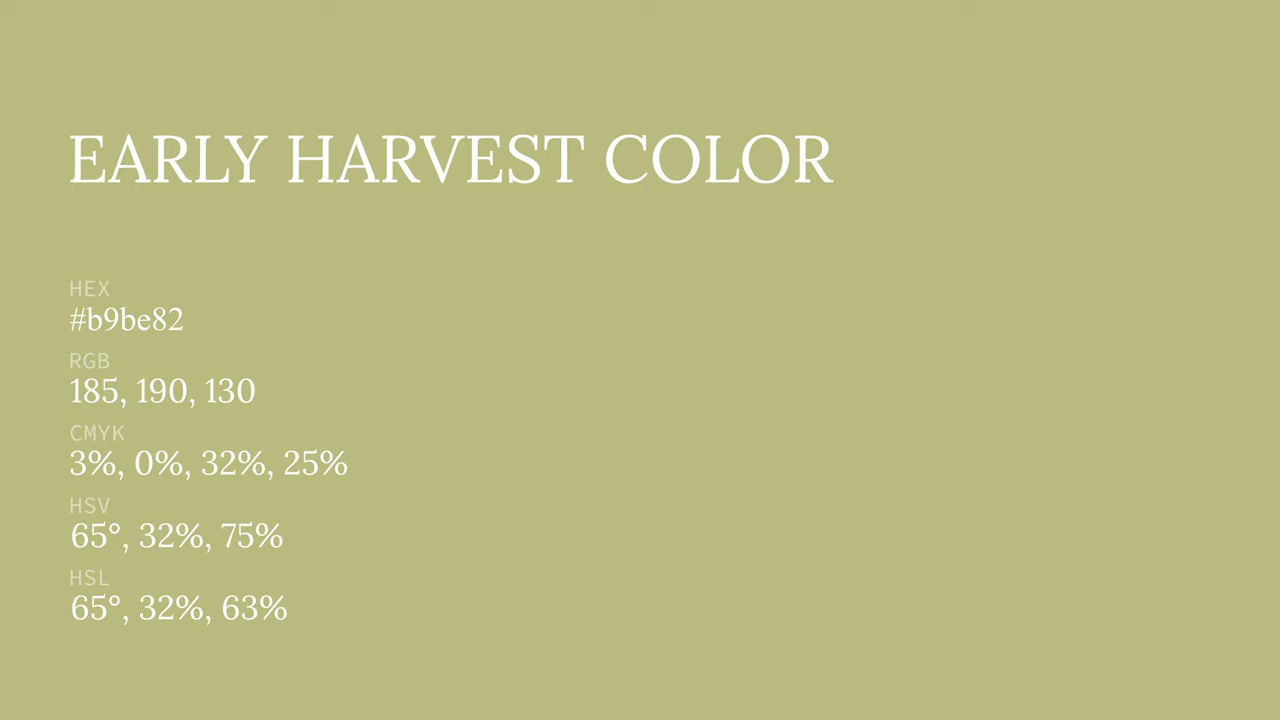 EARLY HARVEST COLOR
HEX
#b9be82
RGB
185, 190, 130
CMYK
3%, 0%, 32%, 25%
HSV
65°, 32%, 75%
HSL
65°, 32%, 63%